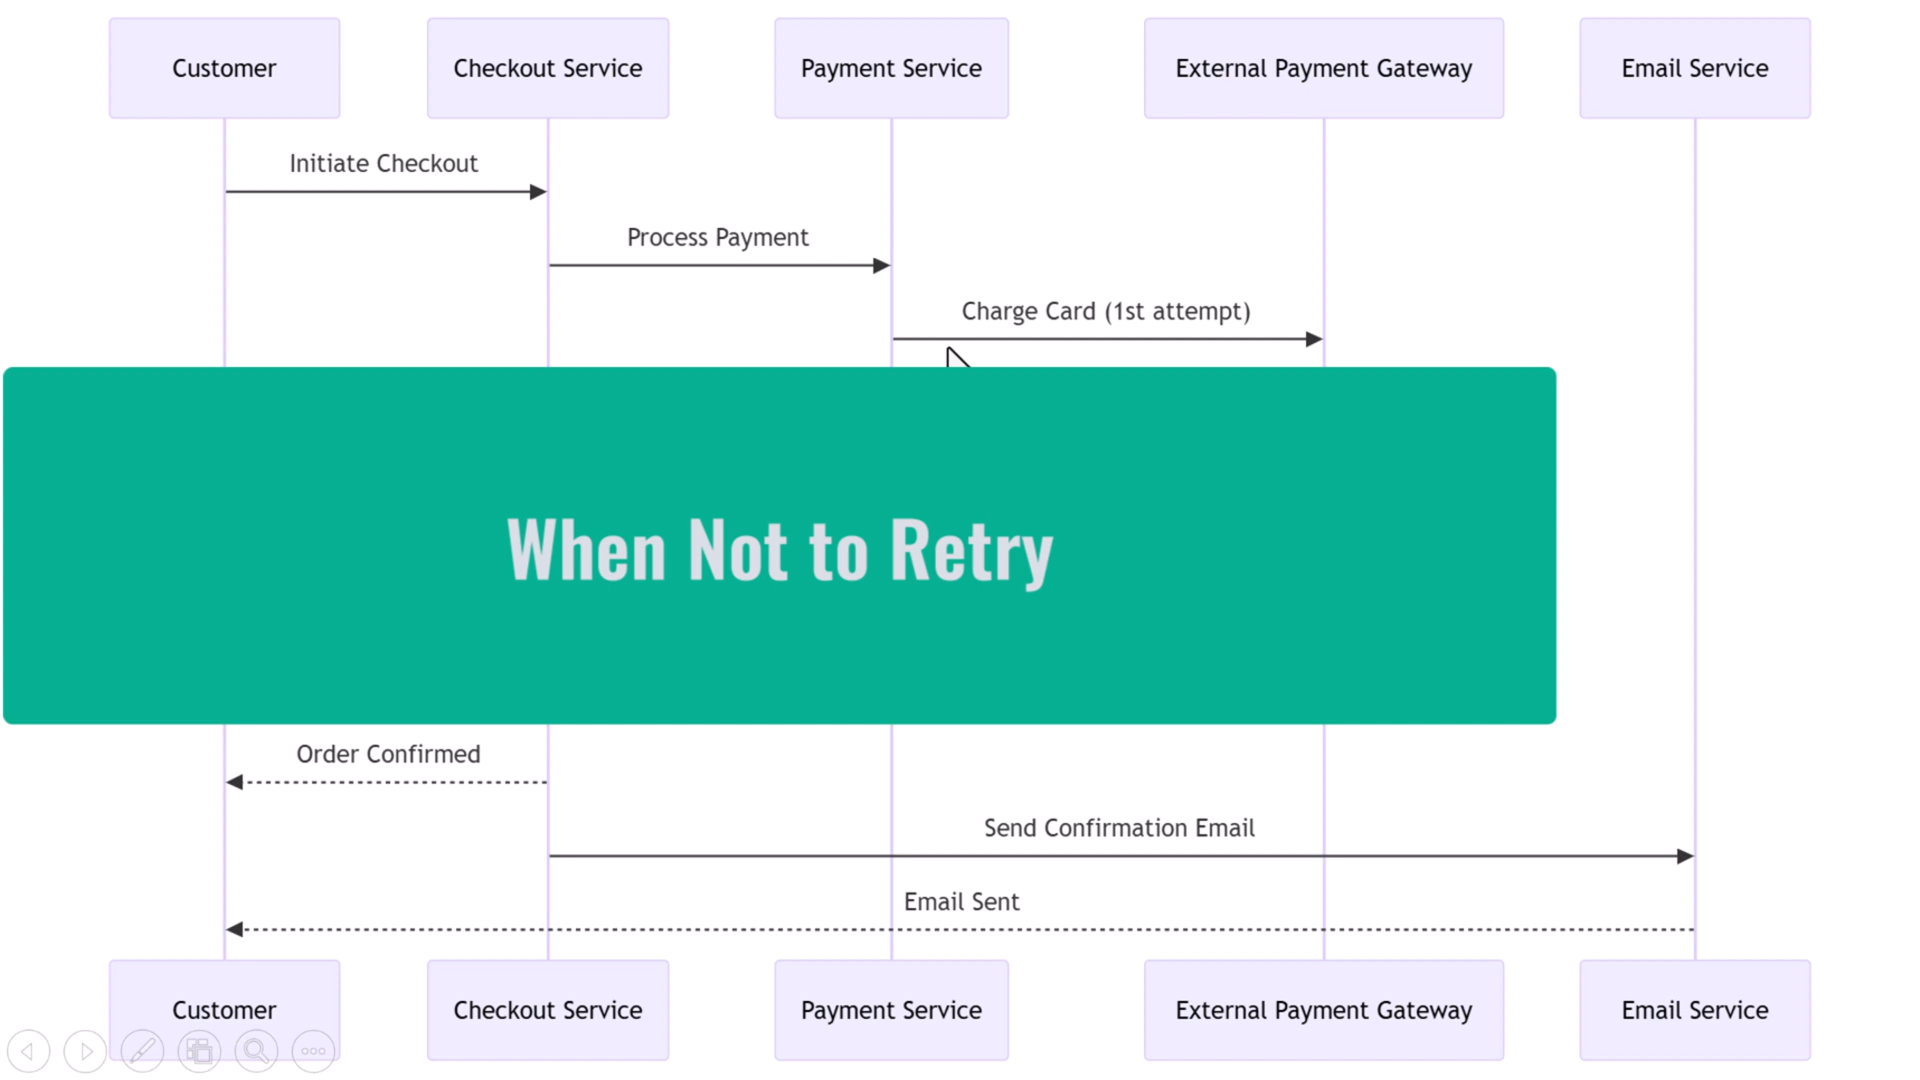 Customer
Checkout Service
Payment Service
External Payment Gateway
Email Service
Initiate Checkout
Process Payment
Charge Card (1st attempt)
When Not to Retry
Order Confirmed
Send Confirmation Email
Email Sent
Customer
Checkout Service
Payment Service
External Payment Gateway
Email Service